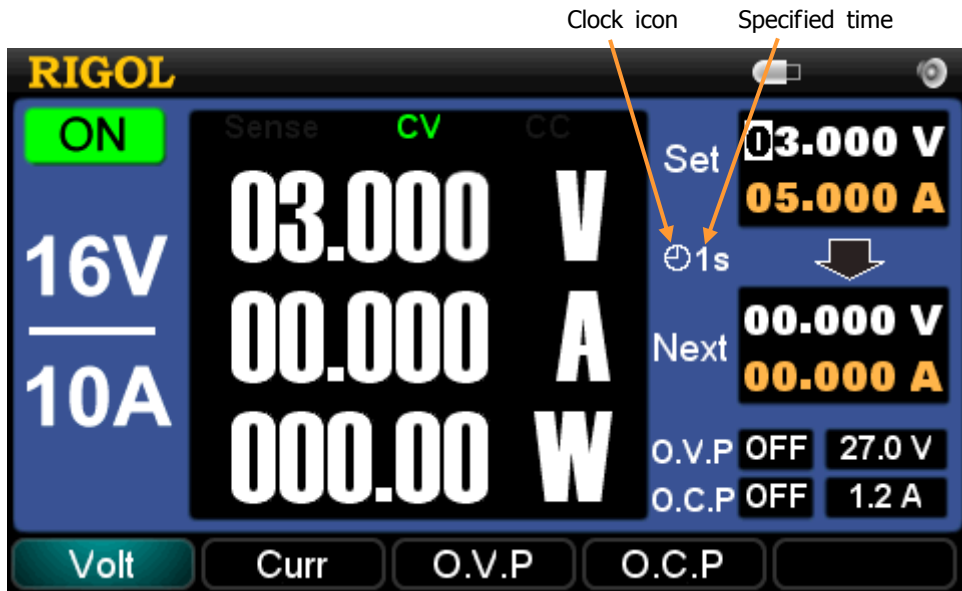 Clock icon Specified time
RIGOL
ON
Sense CV CC
03.000 V
00.000 A
000.00 W
16V
10A
Set 03.000 V
05.000 A
1s
Next 00.000 V
00.000 A
O.V.P OFF 27.0 V
O.C.P OFF 1.2 A
Volt Curr O.V.P O.C.P